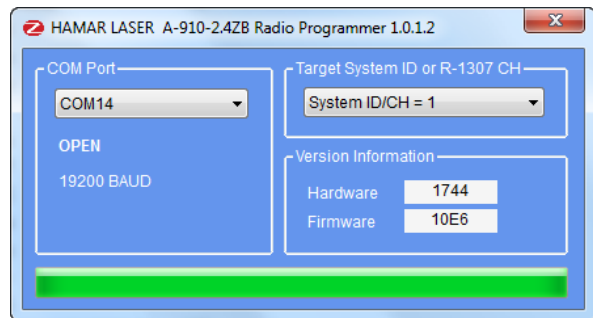 HAMAR LASER A-910-2.4ZB Radio Programmer 1.0.1.2
COM Port
COM14
OPEN
19200 BAUD
Target System ID or R-1307 CH
System ID/CH = 1
Version Information
Hardware 1744
Firmware 10E6